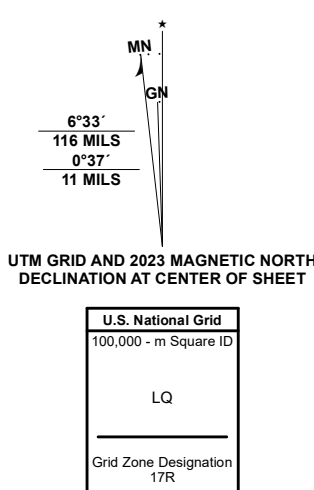 MN
GN
6°33´
116 MILS
0°37´
11 MILS
UTM GRID AND 2023 MAGNETIC NORTH
DECLINATION AT CENTER OF SHEET
U.S. National Grid
100,000 - m Square ID
LQ
Grid Zone Designation
17R